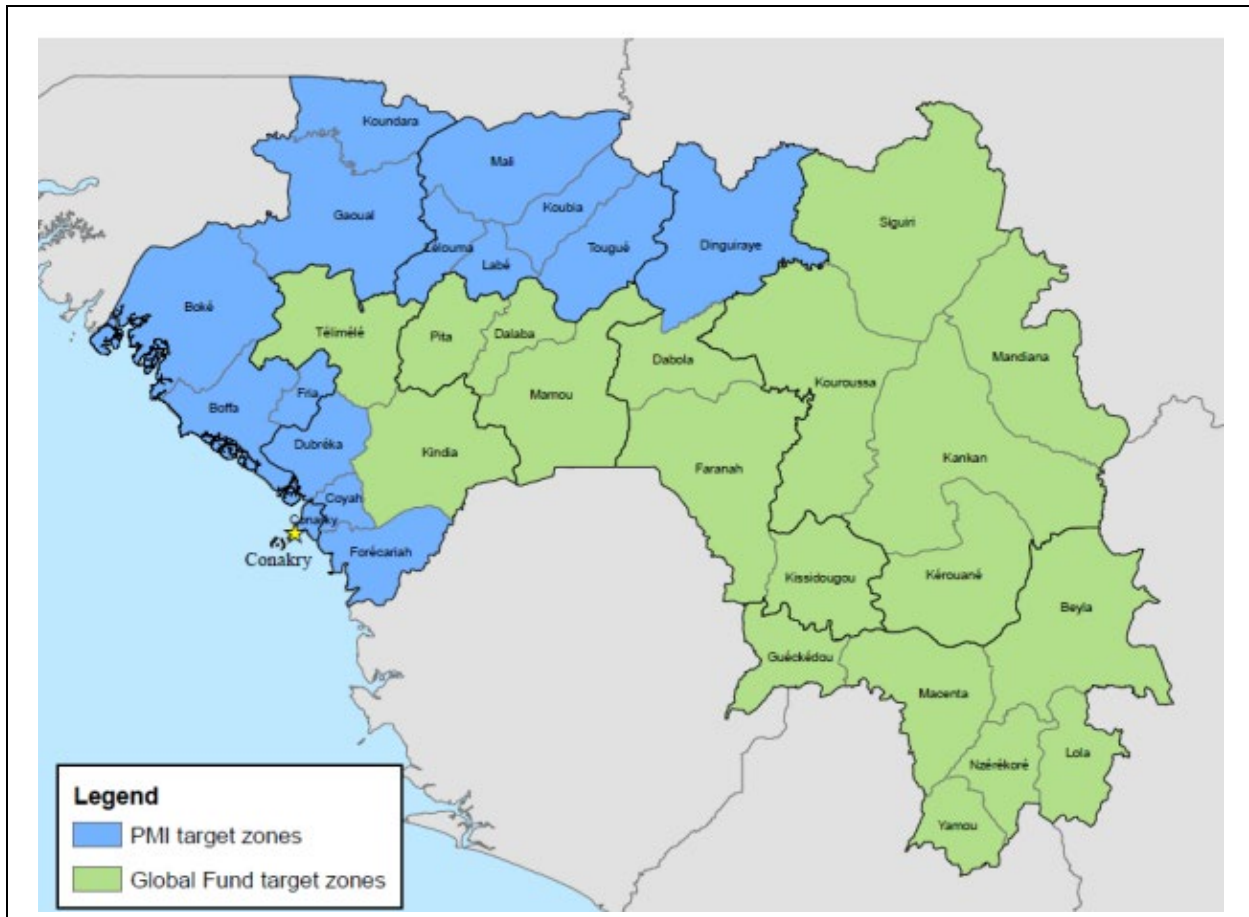 Koundara
Mali
Koubia
Gaoual
Siguiri
Lélouma
Tougué
Dinguiraye
Labé
Boké
Télimélé
Pita
Dalaba
Dabola
Mandiana
Kouroussa
Fria
Mamou
Boffa
Dubréka
Kindia
Kankan
Faranah
Coyah
Conakry
Forécariah
Conakry
Kissidougou
Kérouané
Beyla
Guéckédou
Macenta
Lola
Nzérékoré
Yamou
Legend
PMI target zones
Global Fund target zones